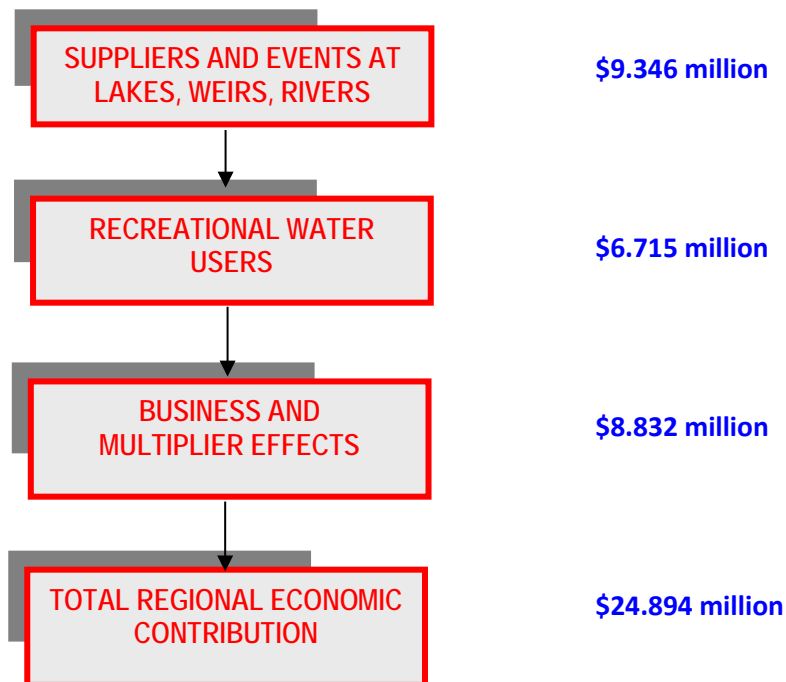 SUPPLIERS AND EVENTS AT
LAKES, WEIRS, RIVERS
$9.346 million
RECREATIONAL WATER
USERS
$6.715 million
BUSINESS AND
MULTIPLIER EFFECTS
$8.832 million
TOTAL REGIONAL ECONOMIC
CONTRIBUTION
$24.894 million